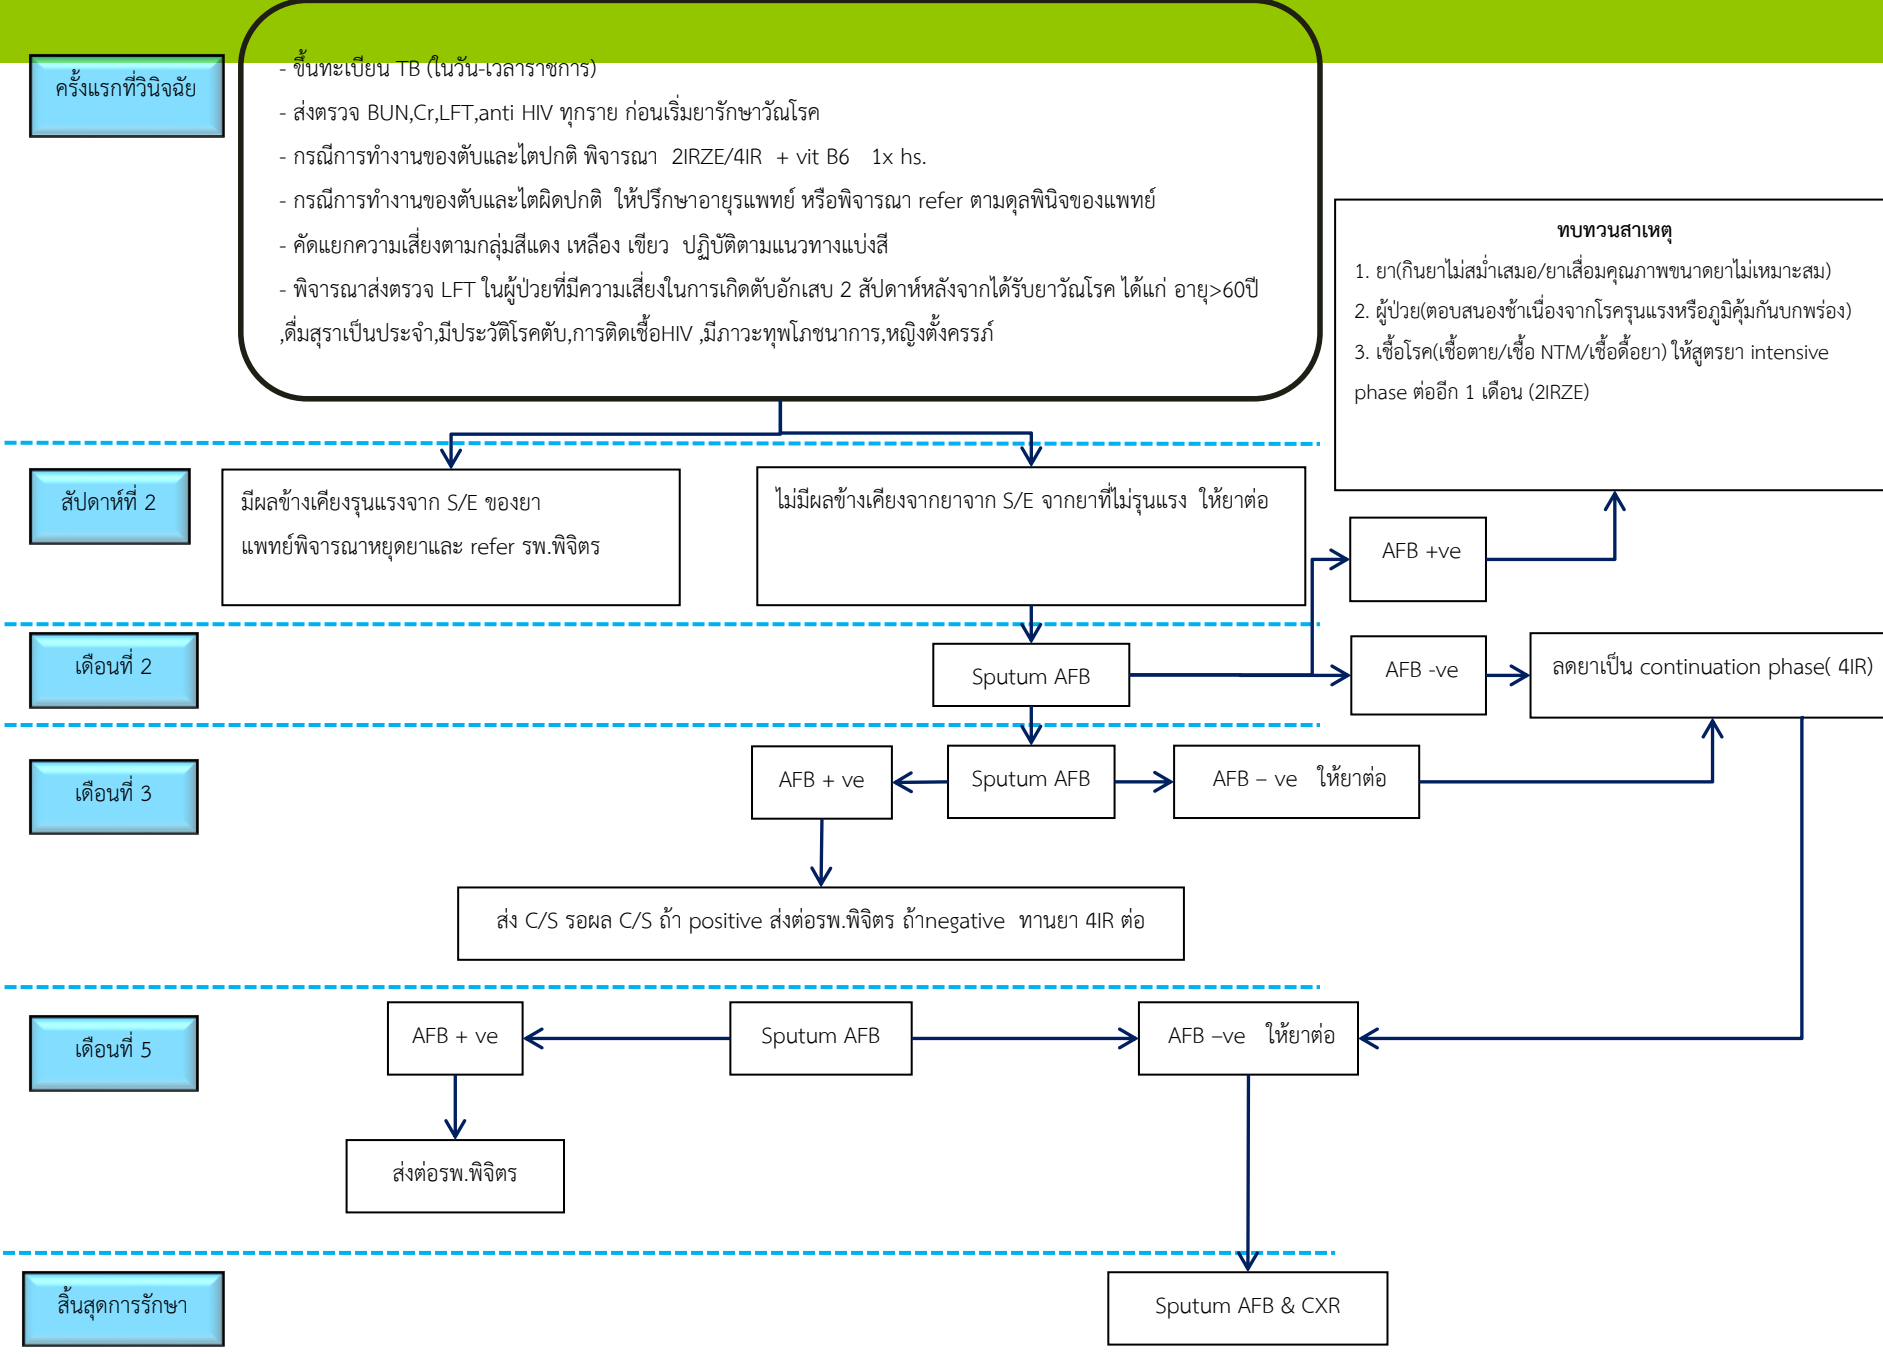 ครั้งแรกที่วินิจฉัย
- ขึ้นทะเบียน TB (ในวัน-เวลาราชการ)
- ส่งตรวจ BUN,Cr,LFT,anti HIV ทุกราย ก่อนเริ่มยารักษาวัณโรค
- กรณีการทำงานของตับและไตปกติ พิจารณา 2IRZE/4IR + vit B6 1x hs.
- กรณีการทำงานของตับและไตผิดปกติ ให้ปรึกษาอายุรแพทย์ หรือพิจารณา refer ตามดุลพินิจของแพทย์
- คัดแยกความเสี่ยงตามกลุ่มสีแดง เหลือง เขียว ปฏิบัติตามแนวทางแบ่งสี
- พิจารณาส่งตรวจ LFT ในผู้ป่วยที่มีความเสี่ยงในการเกิดตับอักเสบ 2 สัปดาห์หลังจากได้รับยาวัณโรค ได้แก่ อายุ>60ปี
,ดื่มสุราเป็นประจำ,มีประวัติโรคตับ,การติดเชื้อHIV ,มีภาวะทุพโภชนาการ,หญิงตั้งครรภ์
ทบทวนสาเหตุ
1. ยา(กินยาไม่สม่ำเสมอ/ยาเสื่อมคุณภาพขนาดยาไม่เหมาะสม)
2. ผู้ป่วย(ตอบสนองช้าเนื่องจากโรครุนแรงหรือภูมิคุ้มกันบกพร่อง)
3. เชื้อโรค(เชื้อตาย/เชื้อ NTM/เชื้อดื้อยา) ให้สูตรยา intensive
phase ต่ออีก 1 เดือน (2IRZE)
สัปดาห์ที่ 2
มีผลข้างเคียงรุนแรงจาก S/E ของยา
แพทย์พิจารณาหยุดยาและ refer รพ.พิจิตร
ไม่มีผลข้างเคียงจากยาจาก S/E จากยาที่ไม่รุนแรง ให้ยาต่อ
AFB +ve
เดือนที่ 2
Sputum AFB
AFB -ve
ลดยาเป็น continuation phase( 4IR)
เดือนที่ 3
AFB + ve
Sputum AFB
AFB – ve ให้ยาต่อ
ส่ง C/S รอผล C/S ถ้า positive ส่งต่อรพ.พิจิตร ถ้าnegative ทานยา 4IR ต่อ
เดือนที่ 5
AFB + ve
Sputum AFB
AFB –ve ให้ยาต่อ
ส่งต่อรพ.พิจิตร
สิ้นสุดการรักษา
Sputum AFB & CXR